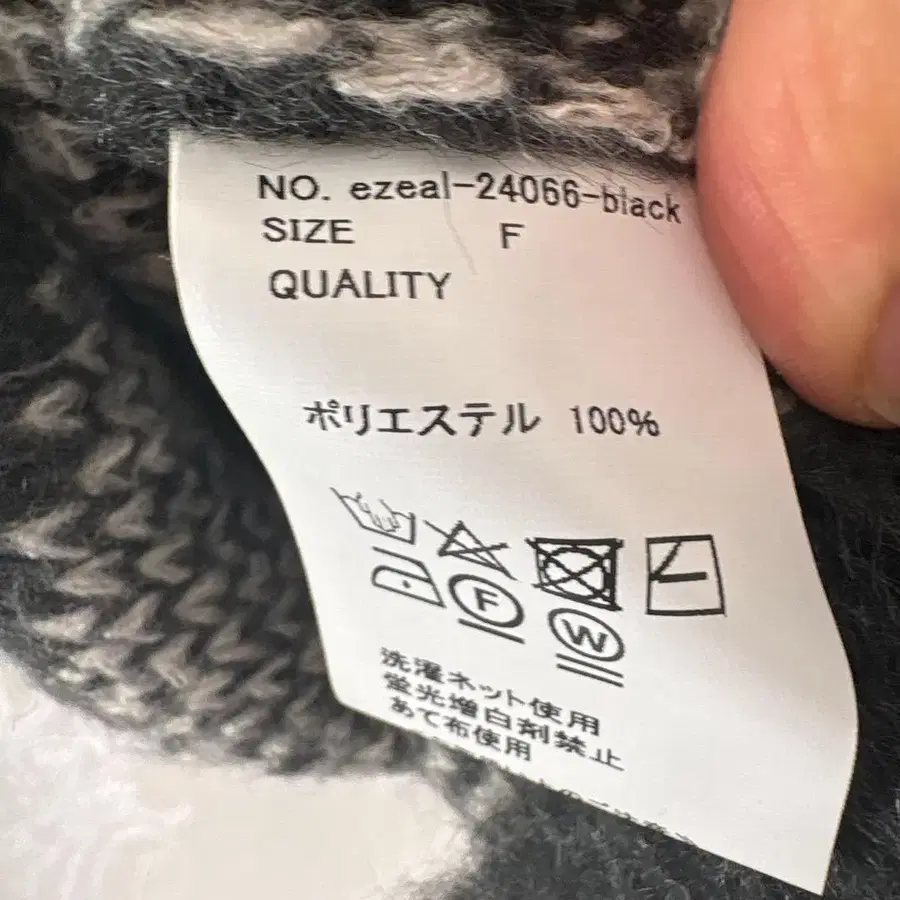 NO. ezeal-24066-black
SIZE F
QUALITY
ポリエステル 100%
F
W
洗濯ネット使用
蛍光増白剤禁止
あて布使用